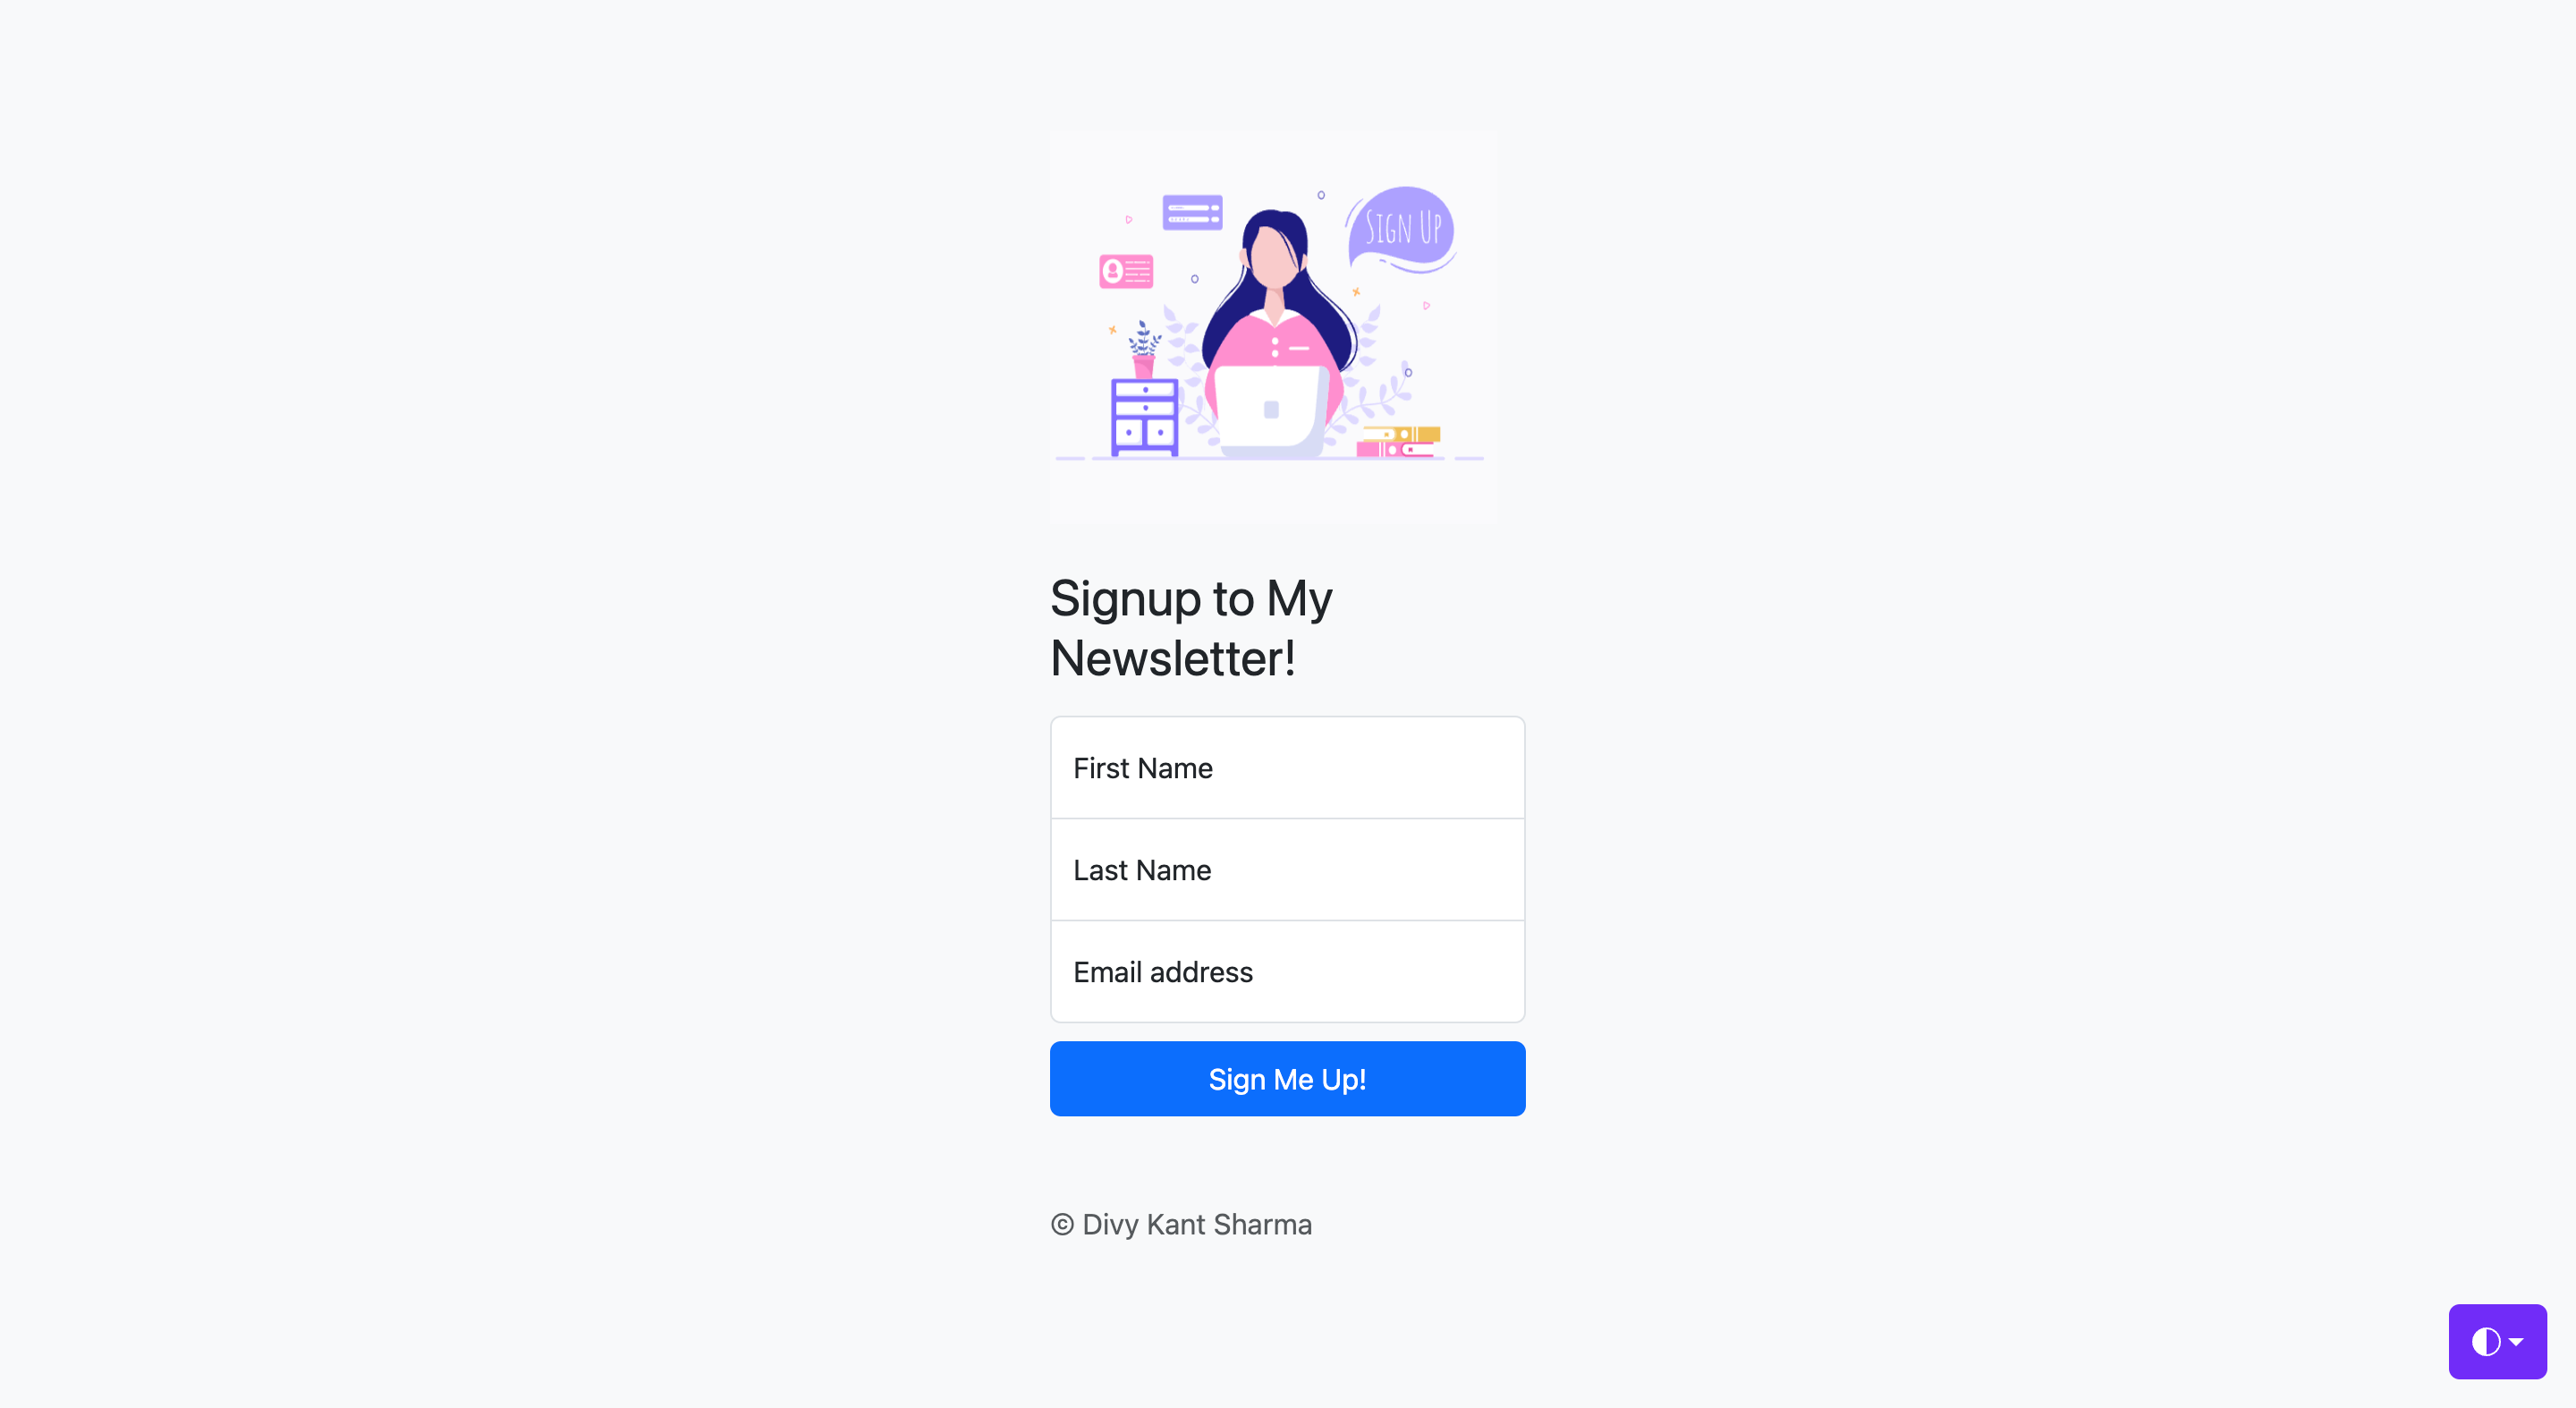 SIGN UP
Signup to My
Newsletter!
First Name
Last Name
Email address
Sign Me Up!
© Divy Kant Sharma